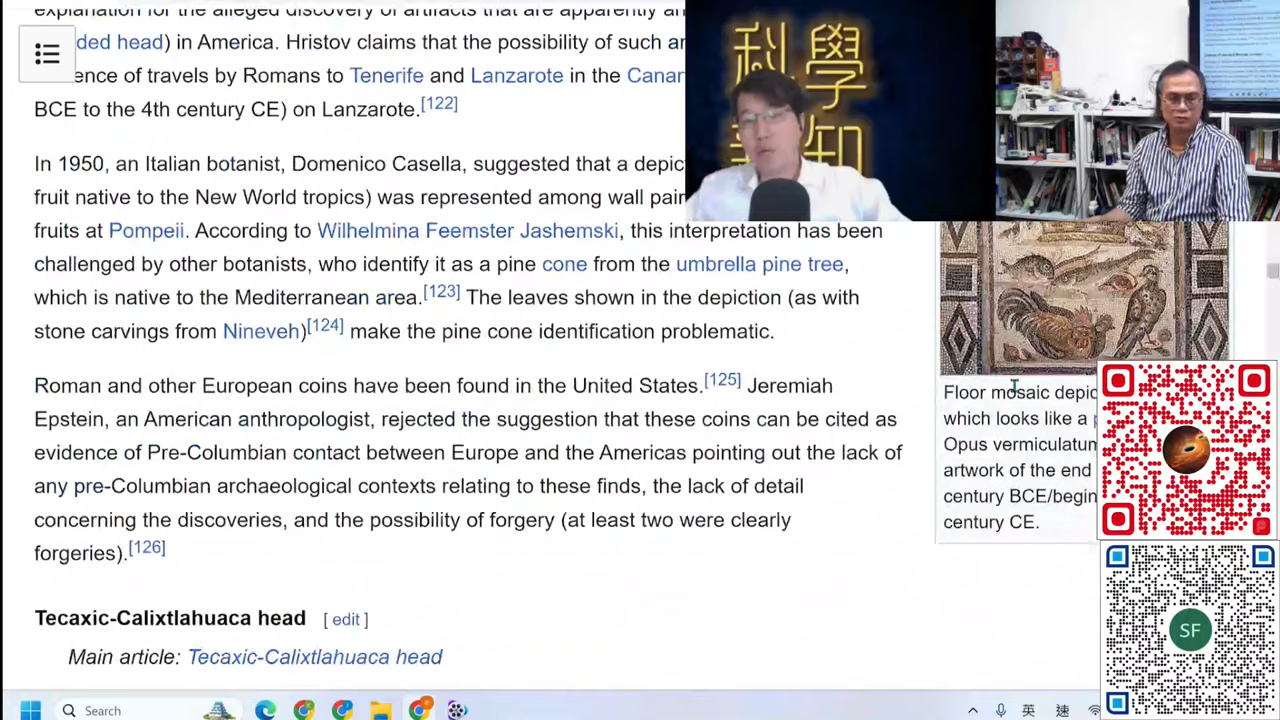 explanation for the alleged discovery of artifacts that are apparently
ded head) in America. Hristov claims that the possibility of such
ence of travels by Romans to Tenerife and Lanzarote in the
BCE to the 4th century CE) on Lanzarote.[122]
In 1950, an Italian botanist, Domenico Casella, suggested that a
fruit native to the New World tropics) was represented among wall
fruits at Pompeii. According to Wilhelmina Feemster Jashemski, this interpretation has been
challenged by other botanists, who identify it as a pine cone from the umbrella pine tree,
which is native to the Mediterranean area.[123] The leaves shown in the depiction (as with
stone carvings from Nineveh)[124] make the pine cone identification problematic.
Roman and other European coins have been found in the United States.[125] Jeremiah
Epstein, an American anthropologist, rejected the suggestion that these coins can be cited as
evidence of Pre-Columbian contact between Europe and the Americas pointing out the lack of
any pre-Columbian archaeological contexts relating to these finds, the lack of detail
concerning the discoveries, and the possibility of forgery (at least two were clearly
forgeries).[126]
Tecaxic-Calixtlahuaca head [ edit ]
Main article: Tecaxic-Calixtlahuaca head
科學
知
Floor mosaic
which looks like a
Opus vermiculatum
artwork of the end
century
century CE.
SF
Search
英
速